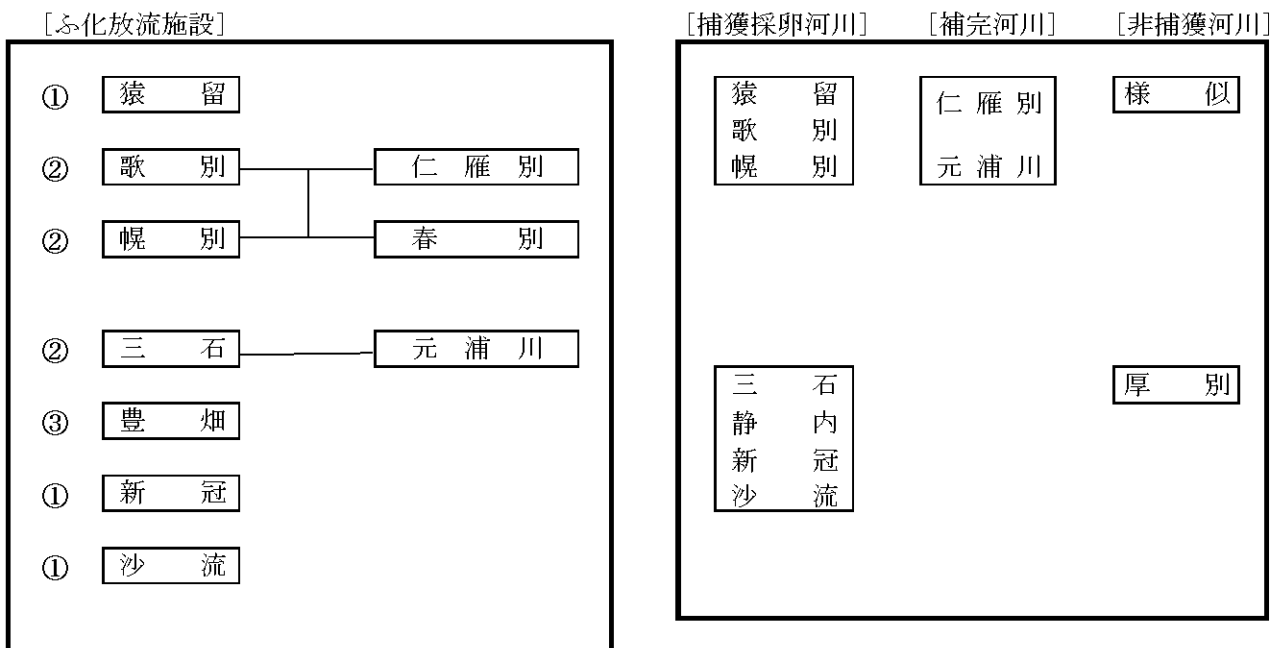 [ふ化放流施設]
① 猿 留
② 歌 別 仁 雁 別
② 幌 別 春 別
② 三 石 元 浦 川
③ 豊 畑
① 新 冠
① 沙 流
[捕獲採卵河川] [補完河川] [非捕獲河川]
猿 留
歌 別
幌 別
仁 雁 別
元 浦 川
様 似
三 石
静 内
新 冠
沙 流
厚 別